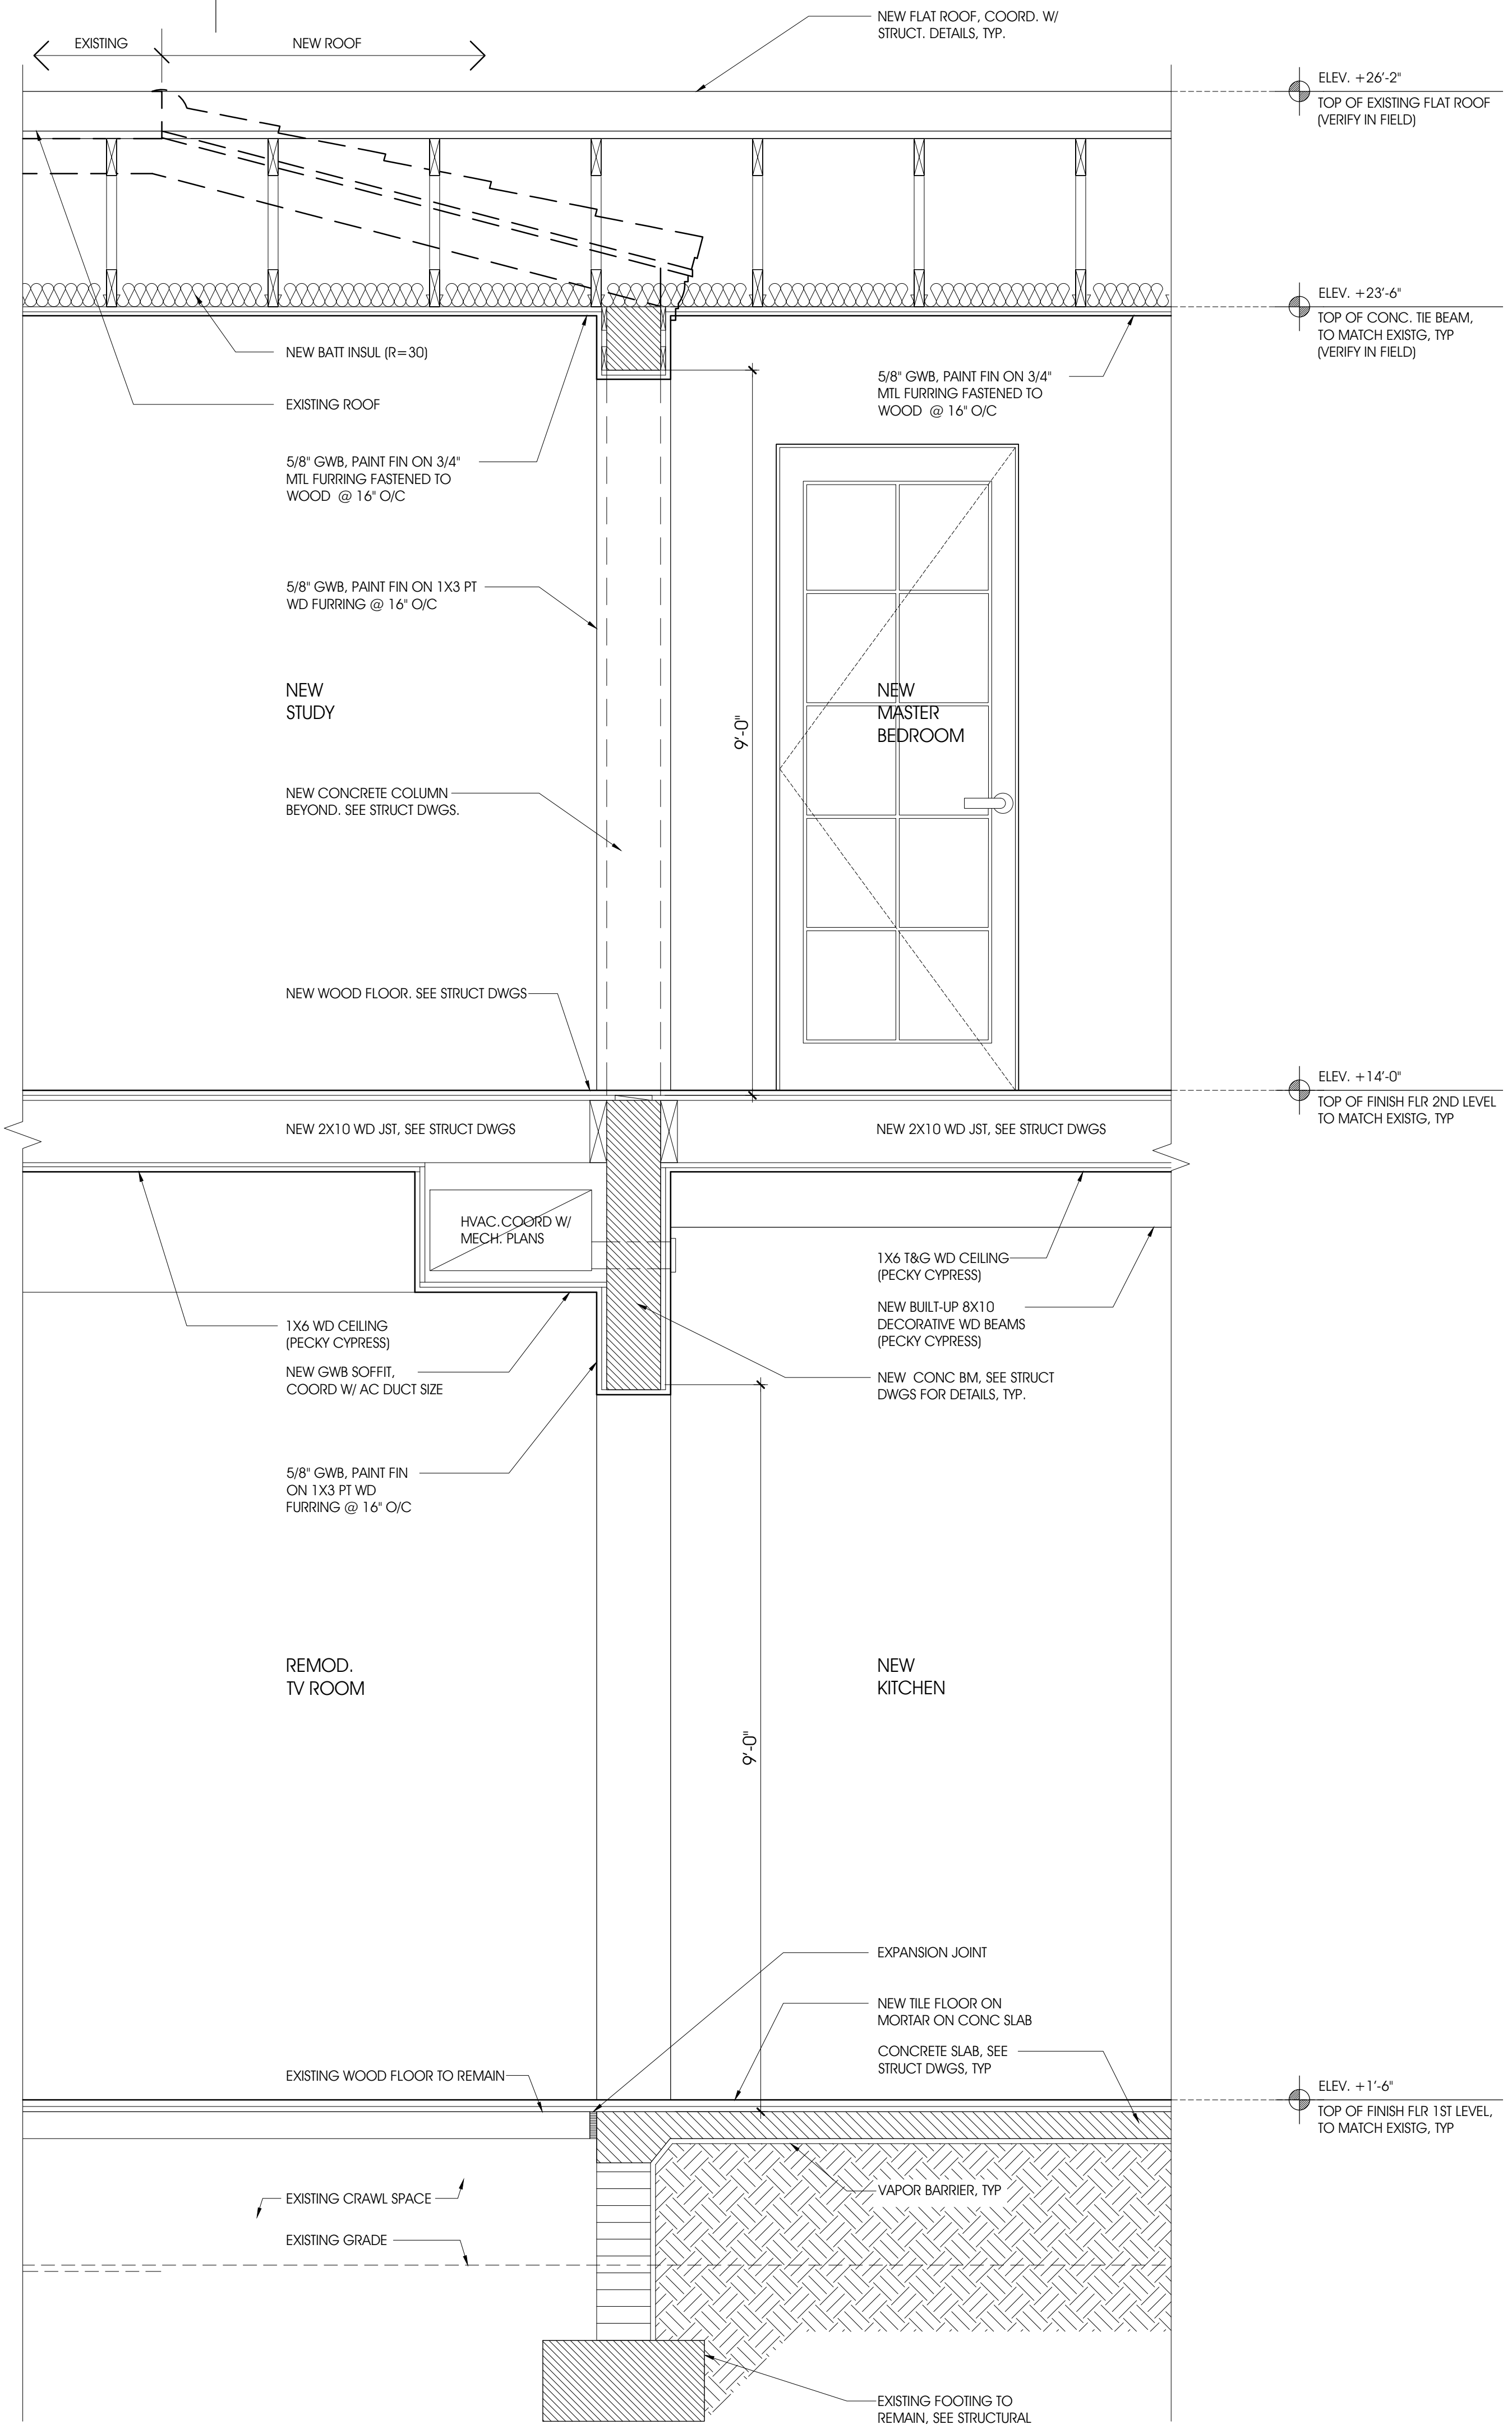 NEW FLAT ROOF, COORD. W/
STRUCT. DETAILS, TYP.
EXISTING
NEW ROOF
ELEV. +26'-2"
TOP OF EXISTING FLAT ROOF
(VERIFY IN FIELD)
ELEV. +23'-6"
TOP OF CONC. TIE BEAM,
TO MATCH EXISTG, TYP
(VERIFY IN FIELD)
NEW BATT INSUL (R=30)
EXISTING ROOF
5/8" GWB, PAINT FIN ON 3/4"
MTL FURRING FASTENED TO
WOOD @ 16" O/C
5/8" GWB, PAINT FIN ON 3/4"
MTL FURRING FASTENED TO
WOOD @ 16" O/C
5/8" GWB, PAINT FIN ON 1X3 PT
WD FURRING @ 16" O/C
NEW
STUDY
9'-0"
NEW
MASTER
BEDROOM
NEW CONCRETE COLUMN
BEYOND. SEE STRUCT DWGS.
NEW WOOD FLOOR. SEE STRUCT DWGS
ELEV. +14'-0"
TOP OF FINISH FLR 2ND LEVEL
TO MATCH EXISTG, TYP
NEW 2X10 WD JST, SEE STRUCT DWGS
NEW 2X10 WD JST, SEE STRUCT DWGS
HVAC.COORD W/
MECH. PLANS
1X6 T&G WD CEILING
(PECKY CYPRESS)
NEW BUILT-UP 8X10
DECORATIVE WD BEAMS
(PECKY CYPRESS)
1X6 WD CEILING
(PECKY CYPRESS)
NEW GWB SOFFIT,
COORD W/ AC DUCT SIZE
NEW CONC BM, SEE STRUCT
DWGS FOR DETAILS, TYP.
5/8" GWB, PAINT FIN
ON 1X3 PT WD
FURRING @ 16" O/C
REMOD.
TV ROOM
NEW
KITCHEN
9'-0"
EXPANSION JOINT
NEW TILE FLOOR ON
MORTAR ON CONC SLAB
CONCRETE SLAB, SEE
STRUCT DWGS, TYP
EXISTING WOOD FLOOR TO REMAIN
ELEV. +1'-6"
TOP OF FINISH FLR 1ST LEVEL,
TO MATCH EXISTG, TYP
VAPOR BARRIER, TYP
EXISTING CRAWL SPACE
EXISTING GRADE
EXISTING FOOTING TO
REMAIN, SEE STRUCTURAL